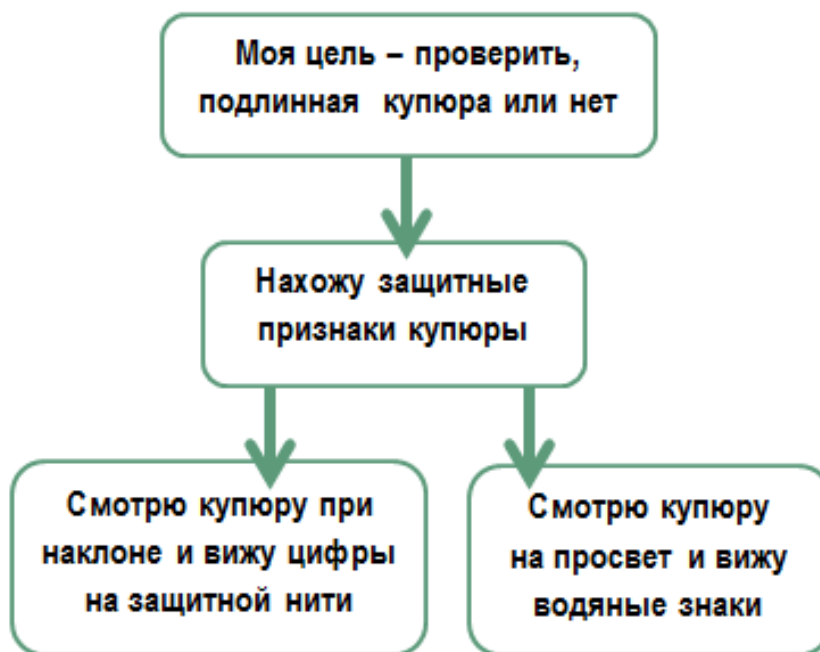 Моя цель – проверить,
подлинная купюра или нет
Нахожу защитные
признаки купюры
Смотрю купюру при
наклоне и вижу цифры
на защитной нити
Смотрю купюру
на просвет и вижу
водяные знаки